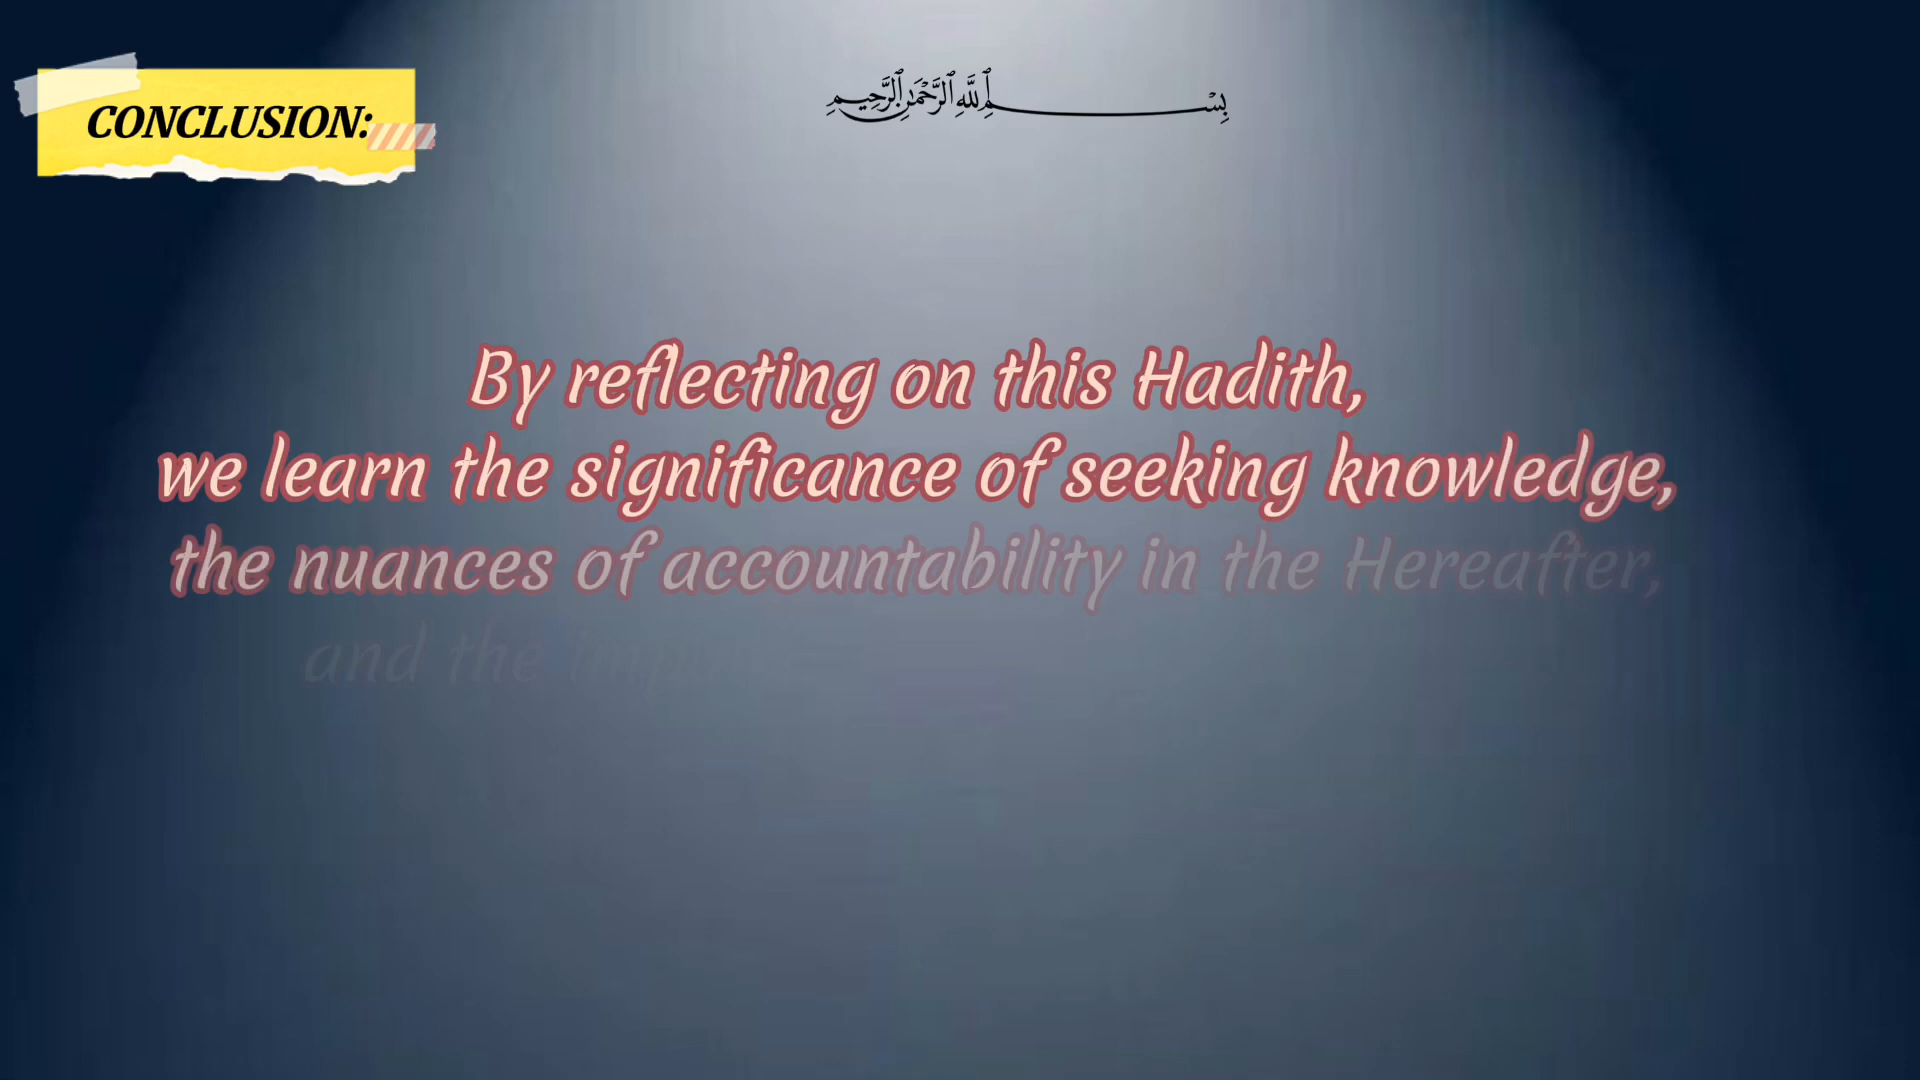 CONCLUSION:
بِسْمِ ٱللَّهِ ٱلرَّحْمَٰنِ ٱلرَّحِيمِ
By reflecting on this Hadith,
we learn the significance of seeking knowledge,
the nuances of accountability in the Hereafter,
and the